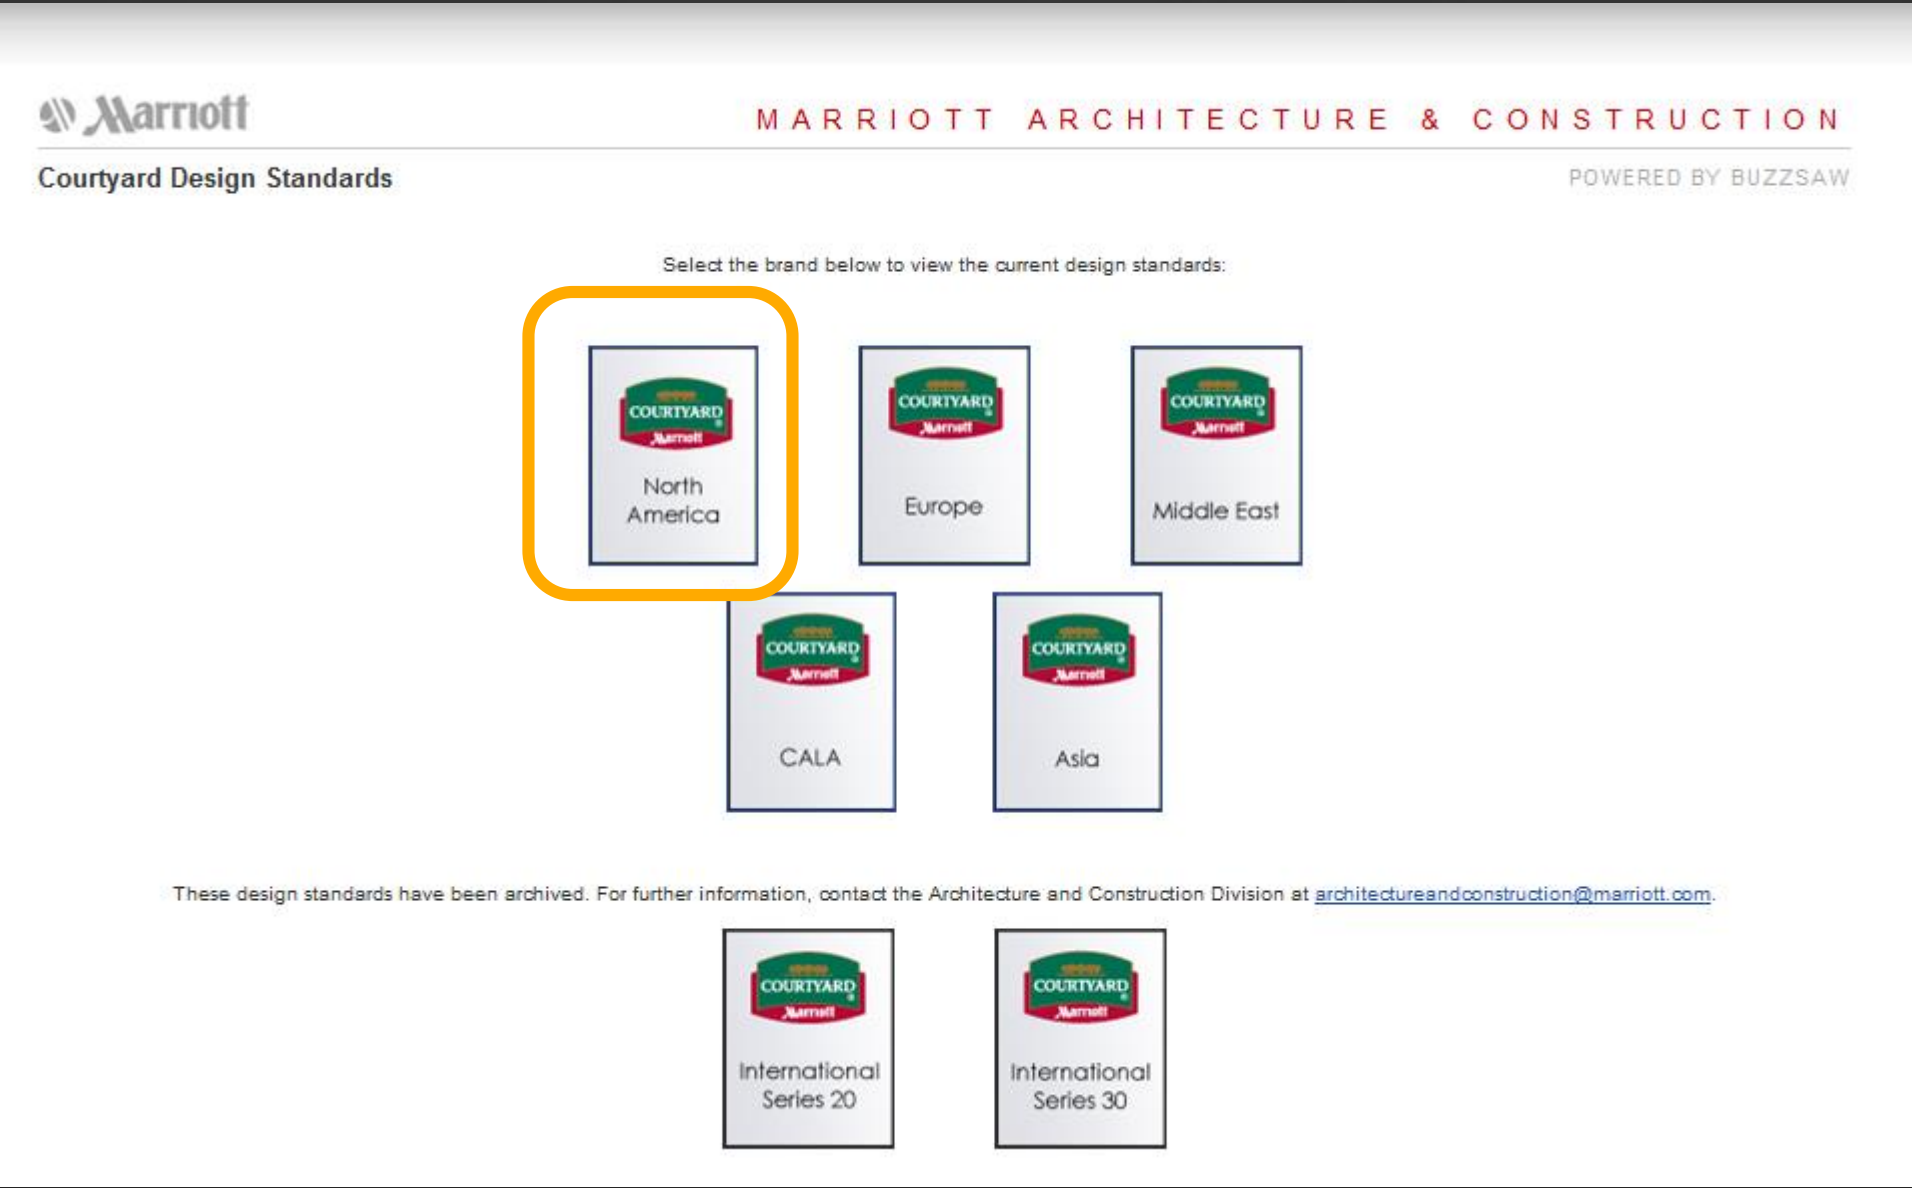 Marriott
MARRIOTT ARCHITECTURE & CONSTRUCTION
Courtyard Design Standards
POWERED BY BUZZSAW
Select the brand below to view the current design standards:
COURTYARD
Marriott
North
America
COURTYARD
Marriott
Europe
COURTYARD
Marriott
Middle East
COURTYARD
Marriott
CALA
COURTYARD
Marriott
Asia
These design standards have been archived. For further information, contact the Architecture and Construction Division at architectureandconstruction@marriott.com.
COURTYARD
Marriott
International
Series 20
COURTYARD
Marriott
International
Series 30